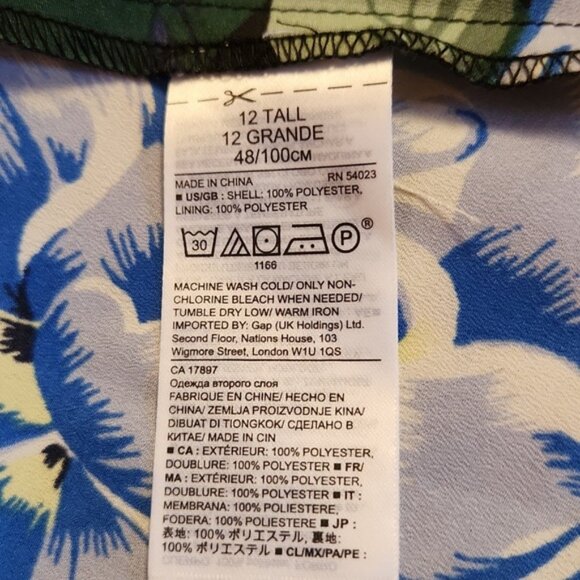 12 TALL
12 GRANDE
48/100CM
MADE IN CHINA RN 54023
■ US/GB : SHELL: 100% POLYESTER,
LINING: 100% POLYESTER
30 P ®
1166
MACHINE WASH COLD/ ONLY NON-
CHLORINE BLEACH WHEN NEEDED/
TUMBLE DRY LOW/ WARM IRON
IMPORTED BY: Gap (UK Holdings) Ltd.
Second Floor, Nations House, 103
Wigmore Street, London W1U 1QS
CA 17897
Одежда второго слоя
FABRIQUE EN CHINE/ HECHO EN
CHINA/ ZEMLJA PROIZVODNJE KINA/
DIBUAT DI TIONGKOK/ СДЕЛАНО В
КИТАЕ/ MADE IN CIN
■ CA : EXTÉRIEUR: 100% POLYESTER,
DOUBLURE: 100% POLYESTER ■ FR/
MA : EXTÉRIEUR: 100% POLYESTER,
DOUBLURE: 100% POLYESTER ■ IT :
MEMBRANA: 100% POLIESTERE,
FODERA: 100% POLIESTERE ■ JP :
表地: 100% ポリエステル, 裏地:
100% ポリエステル ■ CL/MX/PA/PE :